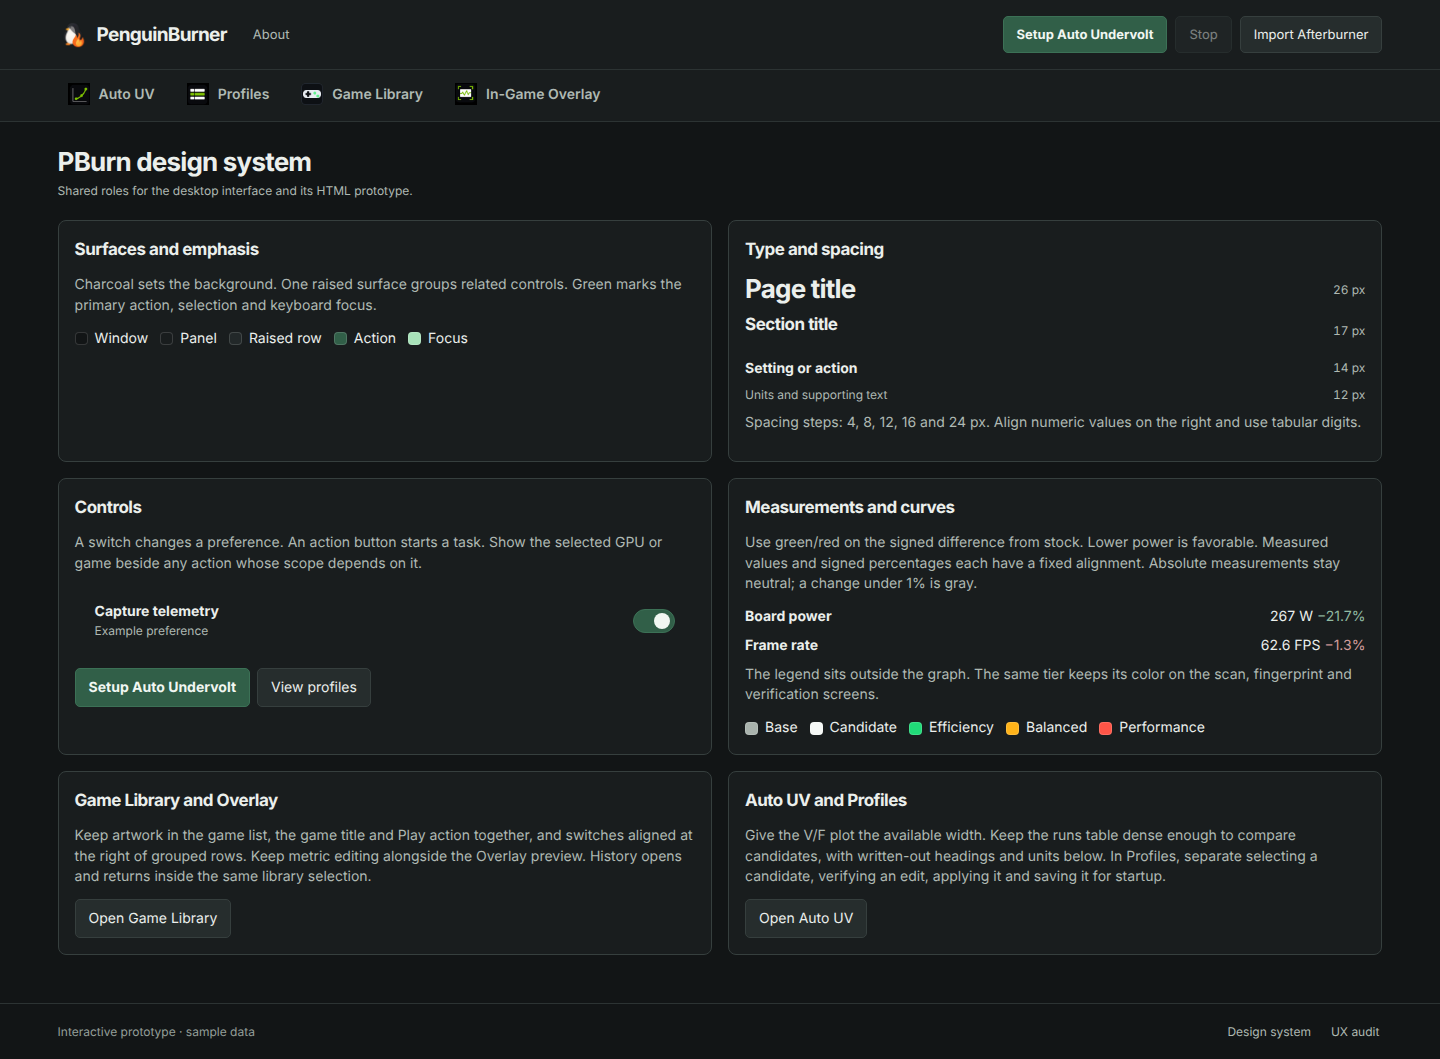 PenguinBurner
About
Setup Auto Undervolt
Stop
Import Afterburner
Auto UV
Profiles
Game Library
In-Game Overlay
PBurn design system
Shared roles for the desktop interface and its HTML prototype.
Surfaces and emphasis
Charcoal sets the background. One raised surface groups related controls. Green marks the
primary action, selection and keyboard focus.
Window
Panel
Raised row
Action
Focus
Type and spacing
Page title
26 px
Section title
17 px
Setting or action
14 px
Units and supporting text
12 px
Spacing steps: 4, 8, 12, 16 and 24 px. Align numeric values on the right and use tabular digits.
Controls
A switch changes a preference. An action button starts a task. Show the selected GPU or
game beside any action whose scope depends on it.
Capture telemetry
Example preference
Setup Auto Undervolt
View profiles
Measurements and curves
Use green/red on the signed difference from stock. Lower power is favorable. Measured
values and signed percentages each have a fixed alignment. Absolute measurements stay
neutral; a change under 1% is gray.
Board power
267 W −21.7%
Frame rate
62.6 FPS −1.3%
The legend sits outside the graph. The same tier keeps its color on the scan, fingerprint and
verification screens.
Base
Candidate
Efficiency
Balanced
Performance
Game Library and Overlay
Keep artwork in the game list, the game title and Play action together, and switches aligned at
the right of grouped rows. Keep metric editing alongside the Overlay preview. History opens
and returns inside the same library selection.
Open Game Library
Auto UV and Profiles
Give the V/F plot the available width. Keep the runs table dense enough to compare
candidates, with written-out headings and units below. In Profiles, separate selecting a
candidate, verifying an edit, applying it and saving it for startup.
Open Auto UV
Interactive prototype · sample data
Design system
UX audit